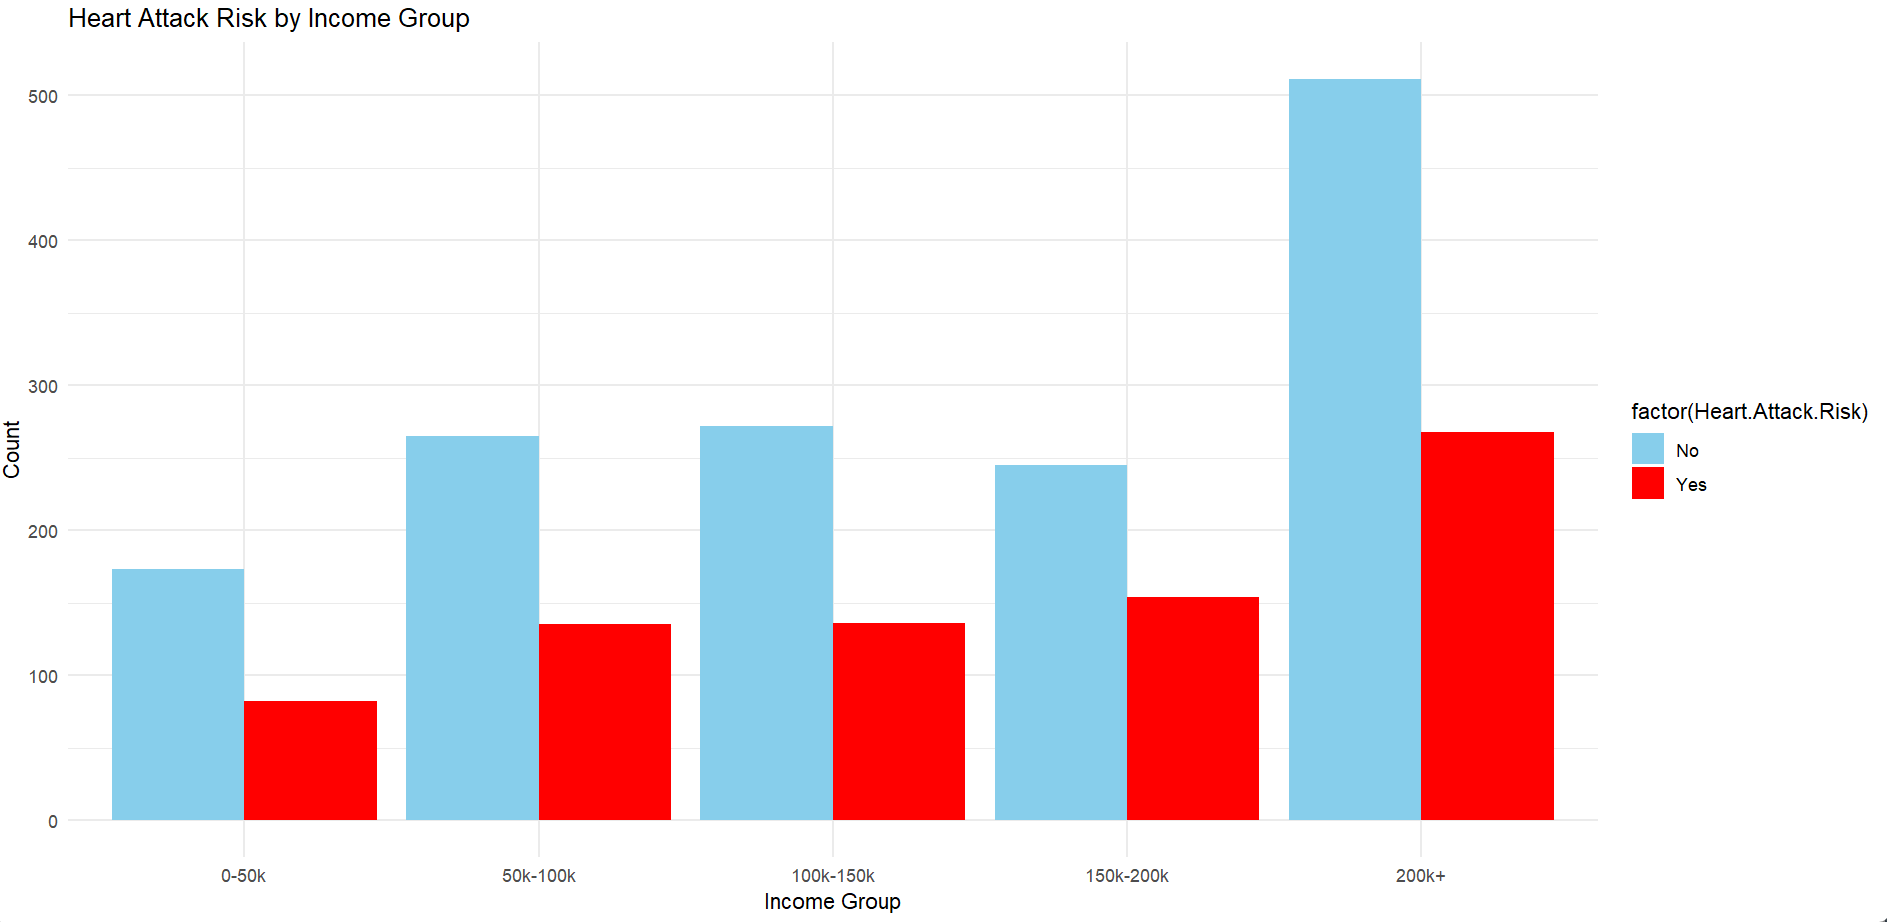 Heart Attack Risk by Income Group
500
400
300
200
100
0
Count
0-50k
50k-100k
100k-150k
150k-200k
200k+
Income Group
factor(Heart.Attack.Risk)
No
Yes